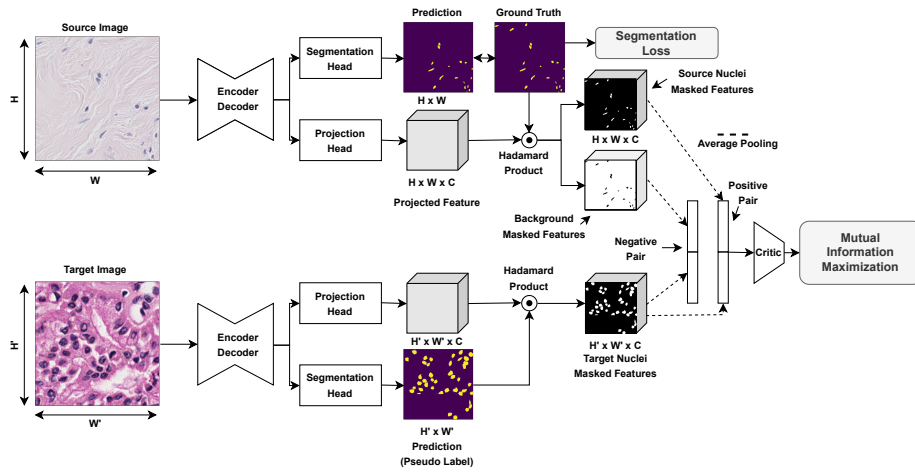 Source Image
H
W
Encoder
Decoder
Segmentation
Head
Projection
Head
Prediction
H x W
Ground Truth
Segmentation
Loss
H x W x C
Projected Feature
Hadamard
Product
Source Nuclei
Masked Features
H x W x C
Average Pooling
Background
Masked Features
Positive
Pair
Negative
Pair
Critic
Mutual
Information
Maximization
Target Image
H'
W'
Encoder
Decoder
Projection
Head
Segmentation
Head
H' x W' x C
Hadamard
Product
H' x W' x C
Target Nuclei
Masked Features
H' x W'
Prediction
(Pseudo Label)